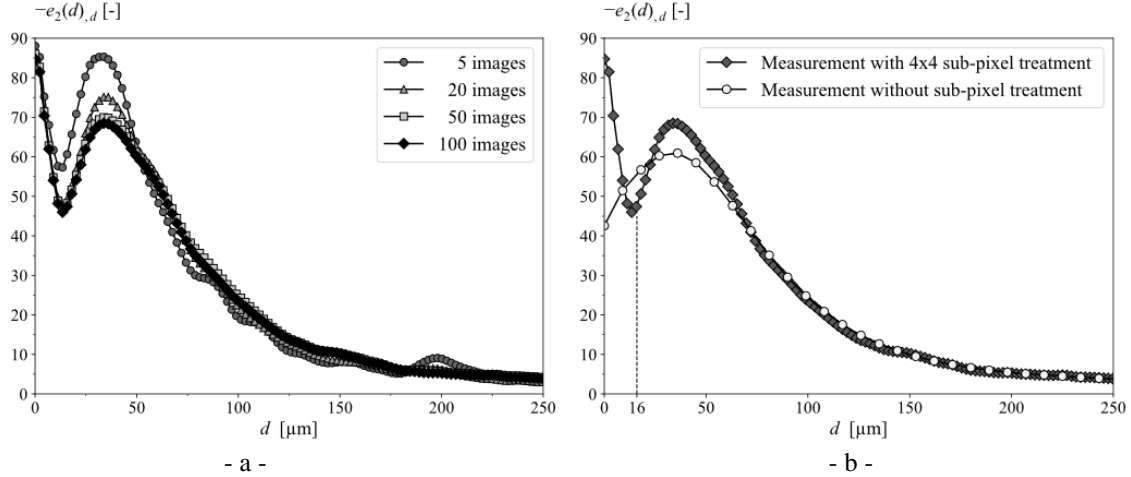 −e₂(d),d [-]
90
80
70
60
50
40
30
20
10
0
0 50 100 150 200 250
d [µm]
5 images
20 images
50 images
100 images
- a -
−e₂(d),d [-]
90
80
70
60
50
40
30
20
10
0
0 16 50 100 150 200 250
d [µm]
Measurement with 4x4 sub-pixel treatment
Measurement without sub-pixel treatment
- b -